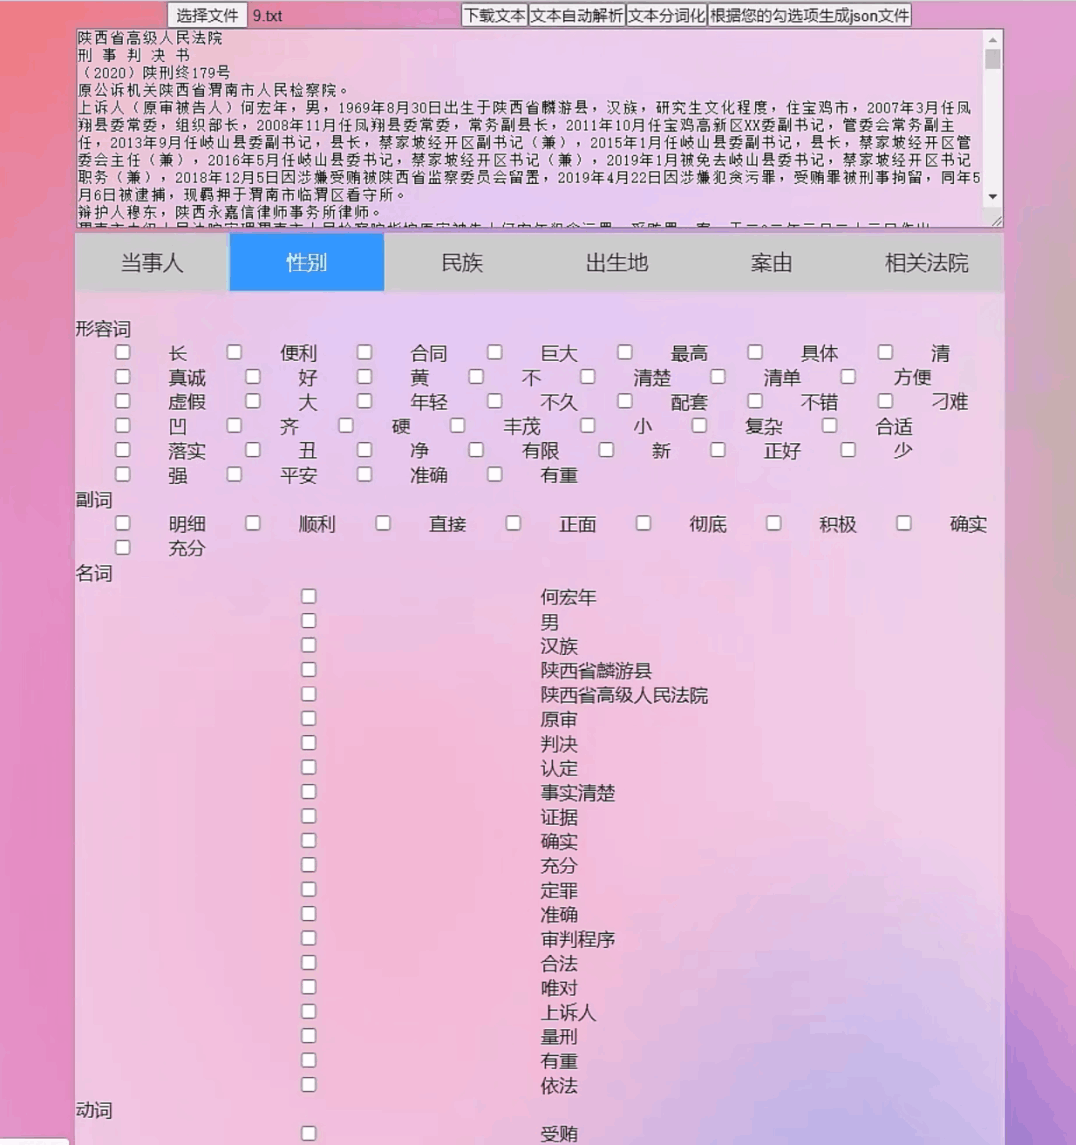 选择文件 9.txt 下载文本 文本自动解析 文本分词化 根据您的勾选项生成json文件
陕西省高级人民法院
刑 事 判 决 书
（2020）陕刑终179号
原公诉机关陕西省渭南市人民检察院。
上诉人（原审被告人）何宏年，男，1969年8月30日出生于陕西省麟游县，汉族，研究生文化程度，住宝鸡市，2007年3月任凤
翔县委常委，组织部长，2008年11月任凤翔县委常委，常务副县长，2011年10月任宝鸡高新区XX委副书记，管委会常务副主
任，2013年9月任岐山县委副书记，县长，蔡家坡经开区副书记（兼），2015年1月任岐山县委副书记，县长，蔡家坡经开区管
委会主任（兼），2016年5月任岐山县委书记，蔡家坡经开区书记（兼），2019年1月被免去岐山县委书记，蔡家坡经开区书记
职务（兼），2018年12月5日因涉嫌受贿被陕西省监察委员会留置，2019年4月22日因涉嫌犯贪污罪，受贿罪被刑事拘留，同年5
月6日被逮捕，现羁押于渭南市临渭区看守所。
辩护人穆东，陕西永嘉信律师事务所律师。
当事人 性别 民族 出生地 案由 相关法院
形容词
长 便利 合同 巨大 最高 具体 清
真诚 好 黄 不 清楚 清单 方便
虚假 大 年轻 不久 配套 不错 刁难
凹 齐 硬 丰茂 小 复杂 合适
落实 丑 净 有限 新 正好 少
强 平安 准确 有重
副词
明细 顺利 直接 正面 彻底 积极 确实
充分
名词
何宏年
男
汉族
陕西省麟游县
陕西省高级人民法院
原审
判决
认定
事实清楚
证据
确实
充分
定罪
准确
审判程序
合法
唯对
上诉人
量刑
有重
依法
动词
受贿